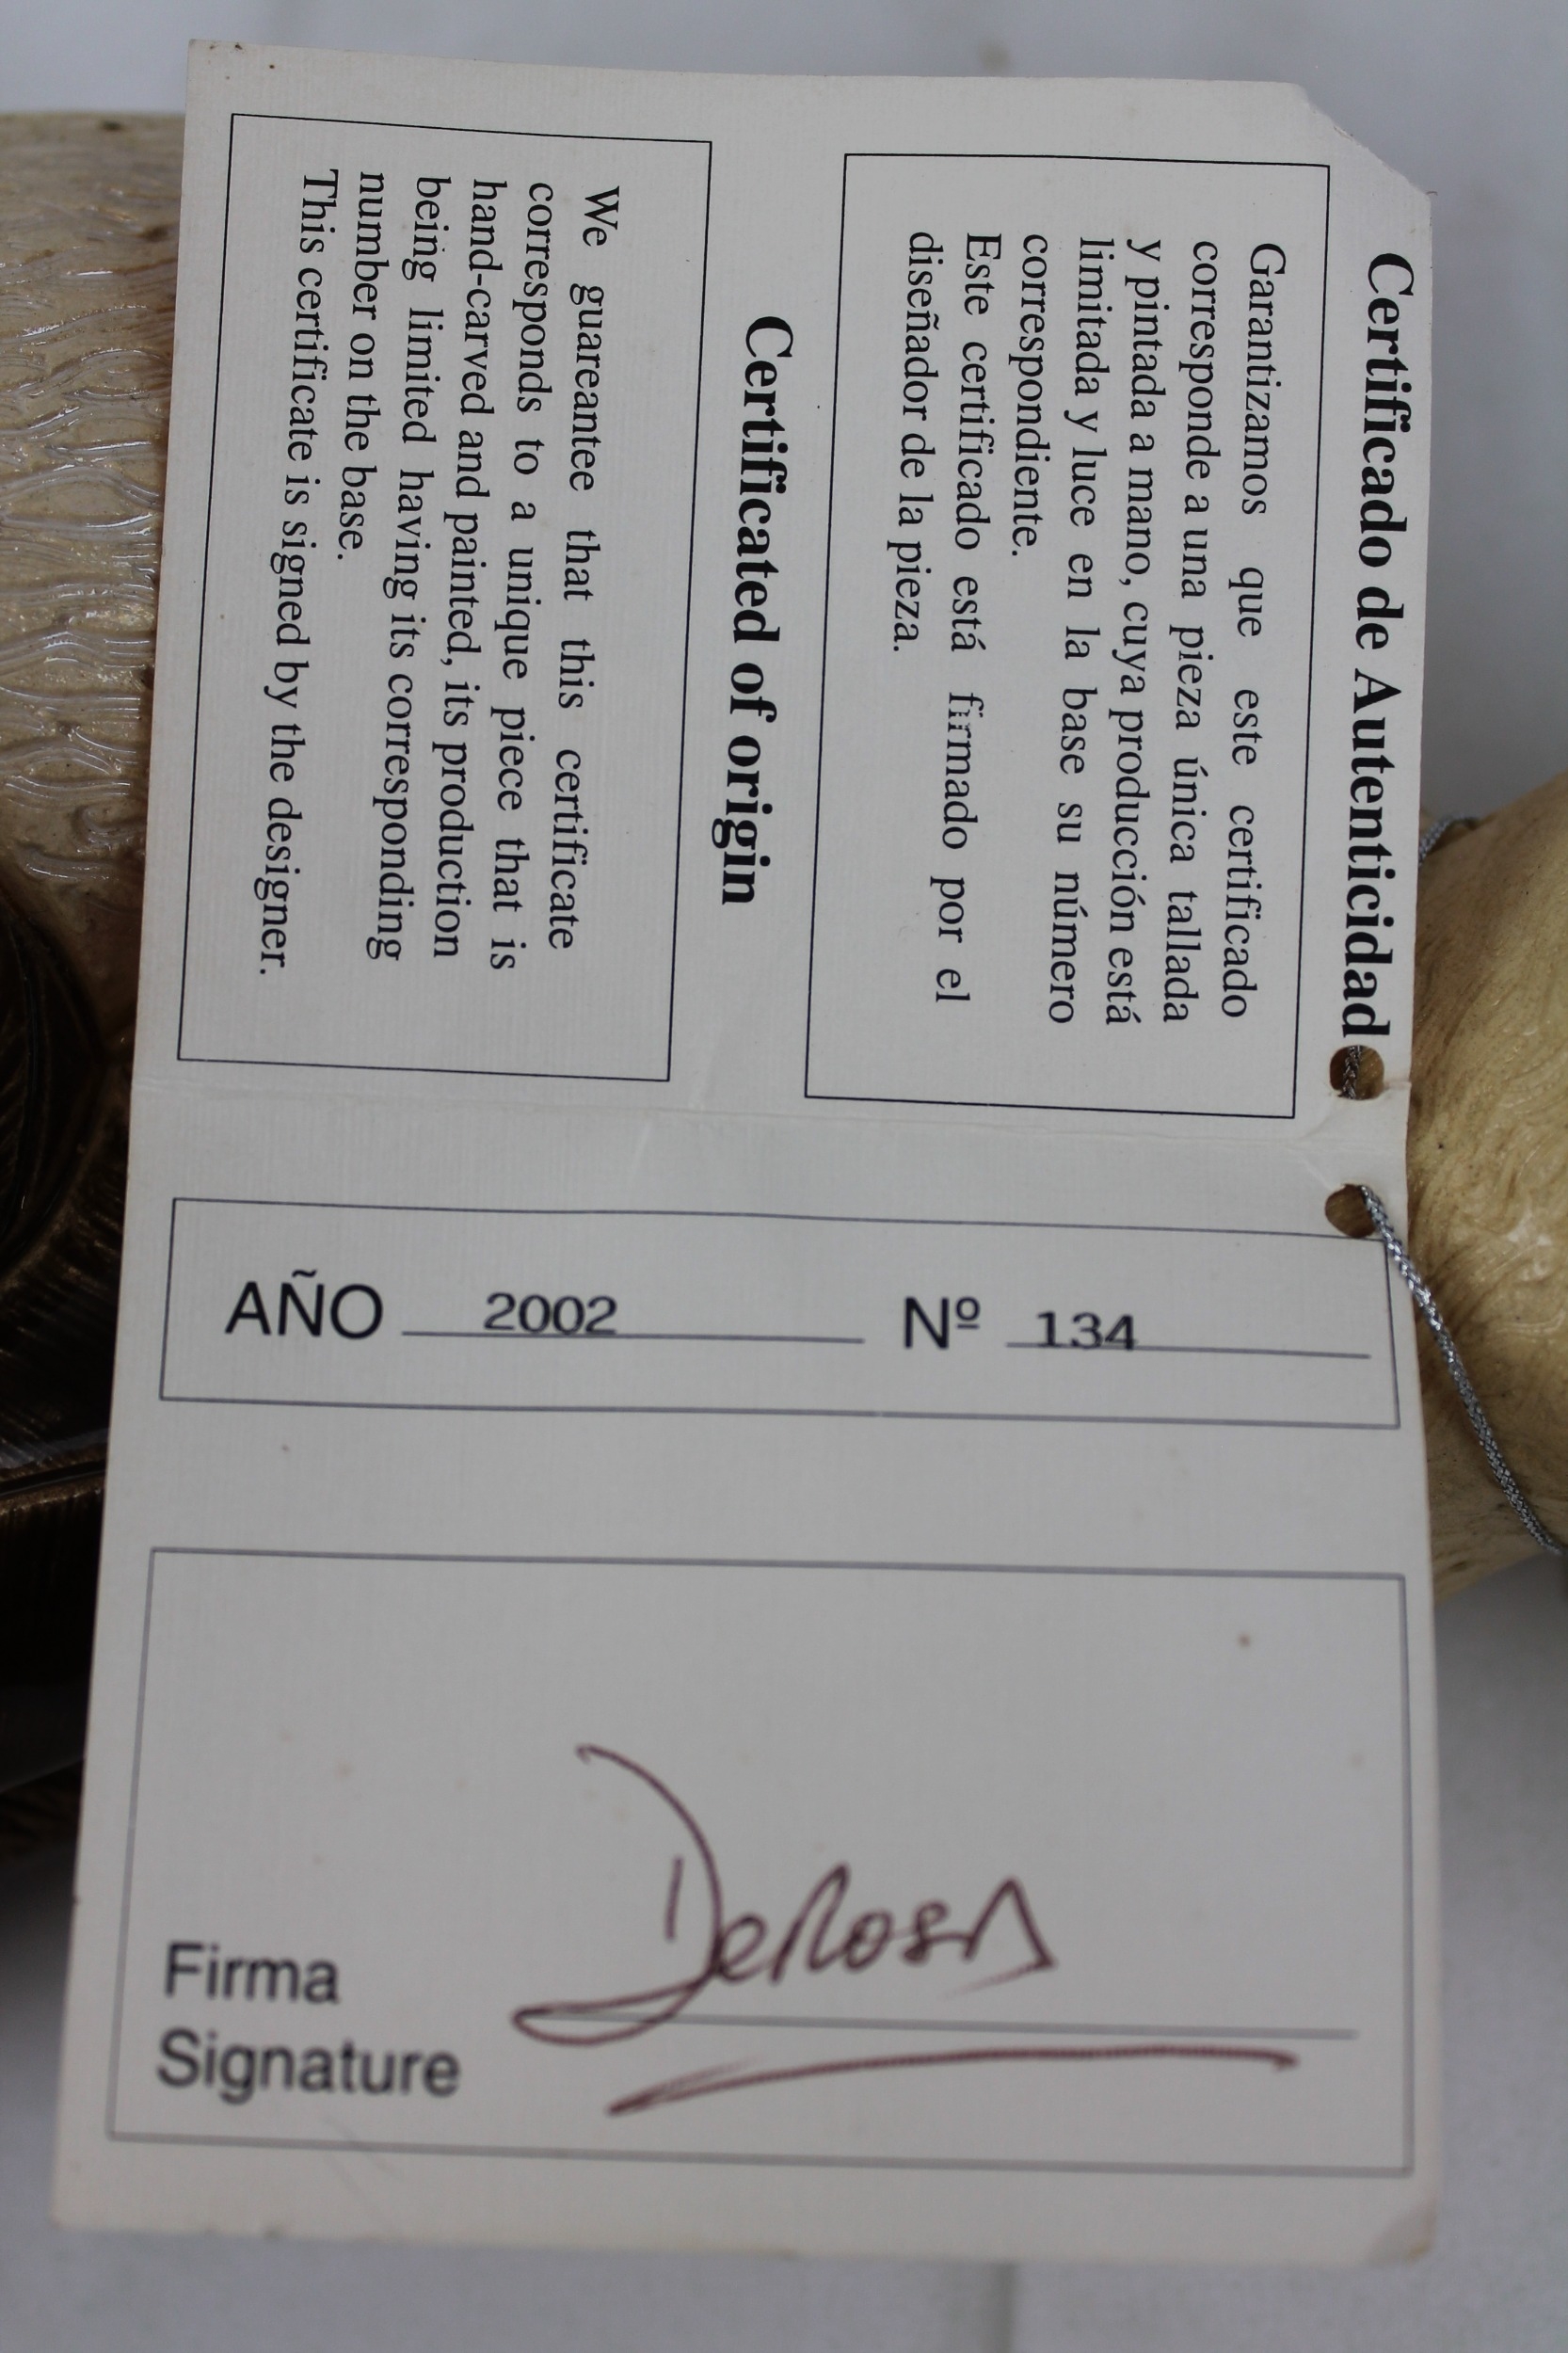 Certificado de Autenticidad
Garantizamos que este certificado
corresponde a una pieza única tallada
y pintada a mano, cuya producción está
limitada y luce en la base su número
correspondiente.
Este certificado está firmado por el
diseñador de la pieza.
Certificated of origin
We guareantee that this certificate
corresponds to a unique piece that is
hand-carved and painted, its production
being limited having its corresponding
number on the base.
This certificate is signed by the designer.
AÑO 2002 Nº 134
DeRosA
Firma
Signature